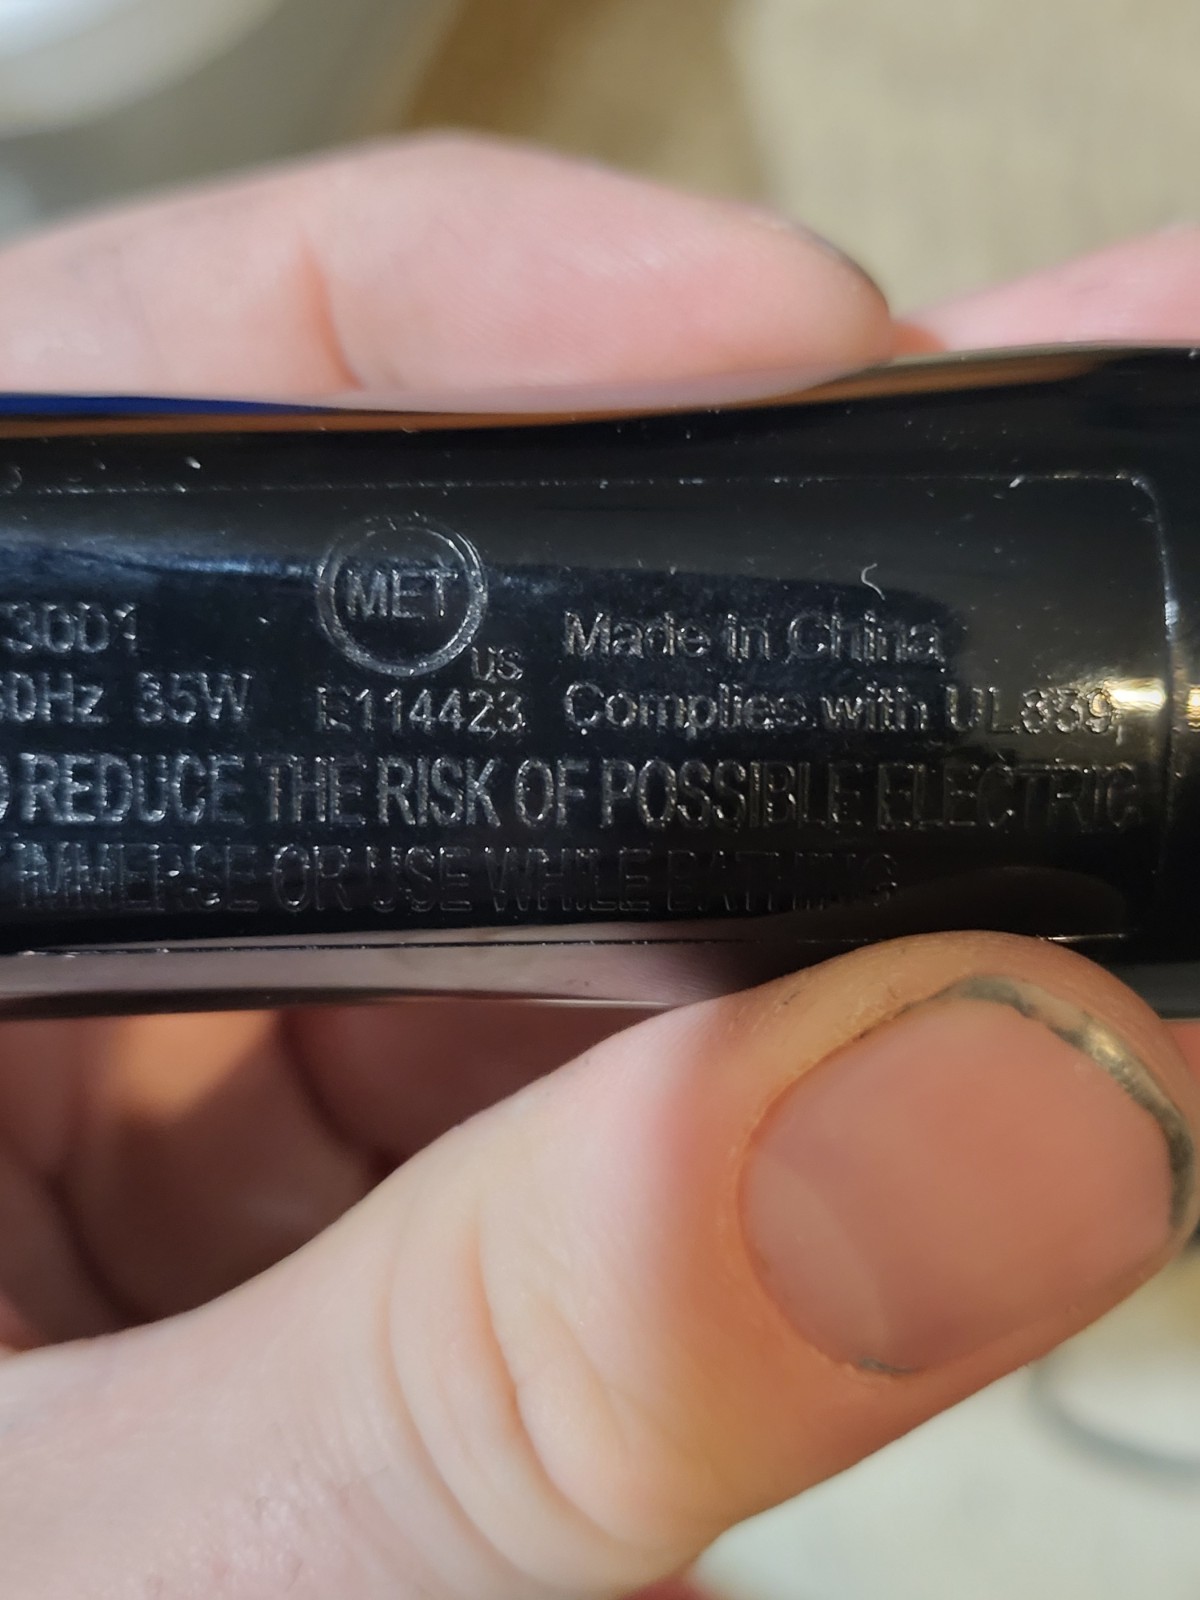 MET
3001
US
Made in China
60Hz 85W
E114423
Complies with UL859
REDUCE THE RISK OF POSSIBLE ELECTRIC
IMMERSE OR USE WHILE BATHING